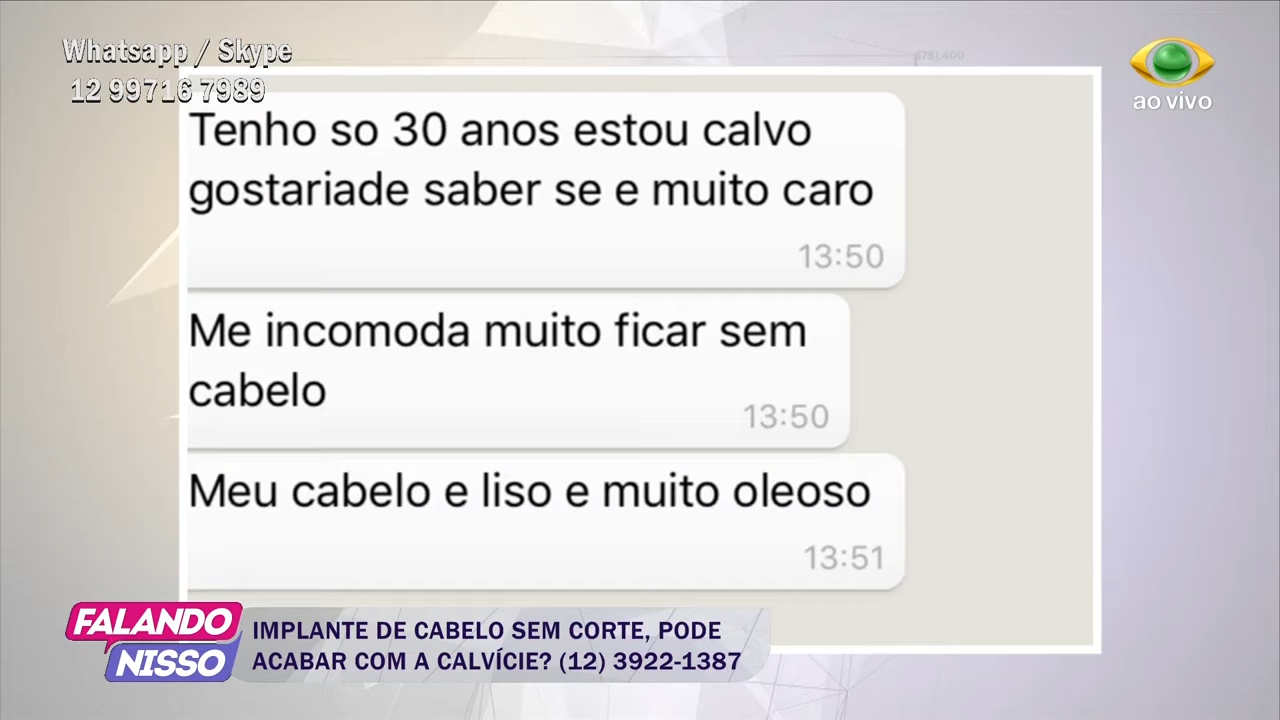 Whatsapp / Skype
12 99716 7989
6781,400
ao vivo
Tenho so 30 anos estou calvo
gostariade saber se e muito caro
13:50
Me incomoda muito ficar sem
cabelo
13:50
Meu cabelo e liso e muito oleoso
13:51
FALANDO
NISSO
IMPLANTE DE CABELO SEM CORTE, PODE
ACABAR COM A CALVÍCIE? (12) 3922-1387